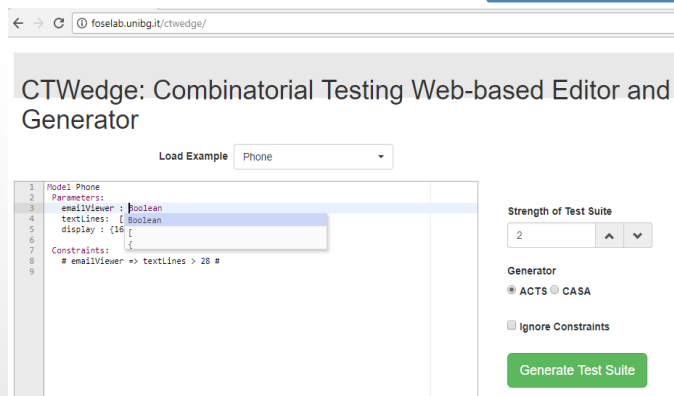 foselab.unibg.it/ctwedge/
CTWedge: Combinatorial Testing Web-based Editor and
Generator
Load Example Phone
1 Model Phone
2 Parameters:
3 emailViewer : Boolean
4 textLines: [
Boolean
5 display : {16
[
6
{
7 Constraints:
8 # emailViewer => textLines > 28 #
9
Strength of Test Suite
2
Generator
ACTS CASA
Ignore Constraints
Generate Test Suite